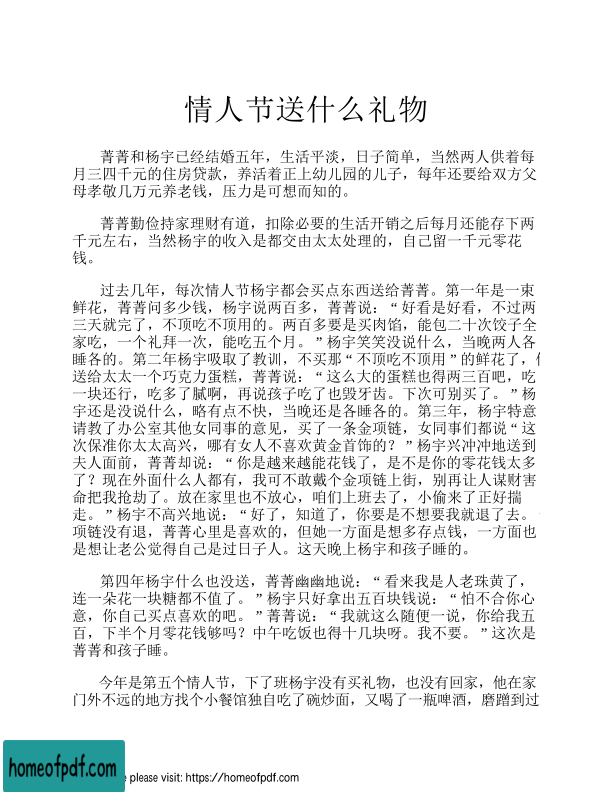 情人节送什么礼物
菁菁和杨宇已经结婚五年，生活平淡，日子简单，当然两人供着每
月三四千元的住房贷款，养活着正上幼儿园的儿子，每年还要给双方父
母孝敬几万元养老钱，压力是可想而知的。
菁菁勤俭持家理财有道，扣除必要的生活开销之后每月还能存下两
千元左右，当然杨宇的收入是都交由太太处理的，自己留一千元零花
钱。
过去几年，每次情人节杨宇都会买点东西送给菁菁。第一年是一束
鲜花，菁菁问多少钱，杨宇说两百多，菁菁说：“好看是好看，不过两
三天就完了，不顶吃不顶用的。两百多要是买肉馅，能包二十次饺子全
家吃，一个礼拜一次，能吃五个月。”杨宇笑笑没说什么，当晚两人各
睡各的。第二年杨宇吸取了教训，不买那“不顶吃不顶用”的鲜花了，
送给太太一个巧克力蛋糕，菁菁说：“这么大的蛋糕也得两三百吧，吃
一块还行，吃多了腻啊，再说孩子吃了也毁牙齿。下次可别买了。”杨
宇还是没说什么，略有点不快，当晚还是各睡各的。第三年，杨宇特意
请教了办公室其他女同事的意见，买了一条金项链，女同事们都说“这
次保准你太太高兴，哪有女人不喜欢黄金首饰的？”杨宇兴冲冲地送到
夫人面前，菁菁却说：“你是越来越能花钱了，是不是你的零花钱太多
了？现在外面什么人都有，我可不敢戴个金项链上街，别再让人谋财害
命把我抢劫了。放在家里也不放心，咱们上班去了，小偷来了正好揣
走。”杨宇不高兴地说：“好了，知道了，你要是不想要我就退了去。
项链没有退，菁菁心里是喜欢的，但她一方面是想多存点钱，一方面也
是想让老公觉得自己是过日子人。这天晚上杨宇和孩子睡的。
第四年杨宇什么也没送，菁菁幽幽地说：“看来我是人老珠黄了，
连一朵花一块糖都不值了。”杨宇只好拿出五百块钱说：“怕不合你心
意，你自己买点喜欢的吧。”菁菁说：“我就这么随便一说，你给我五
百，下半个月零花钱够吗？中午吃饭也得十几块呀。我不要。”这次是
菁菁和孩子睡。
今年是第五个情人节，下了班杨宇没有买礼物，也没有回家，他在家
门外不远的地方找个小餐馆独自吃了碗炒面，又喝了一瓶啤酒，磨蹭到过
homeofpdf.com
e please visit: https://homeofpdf.com